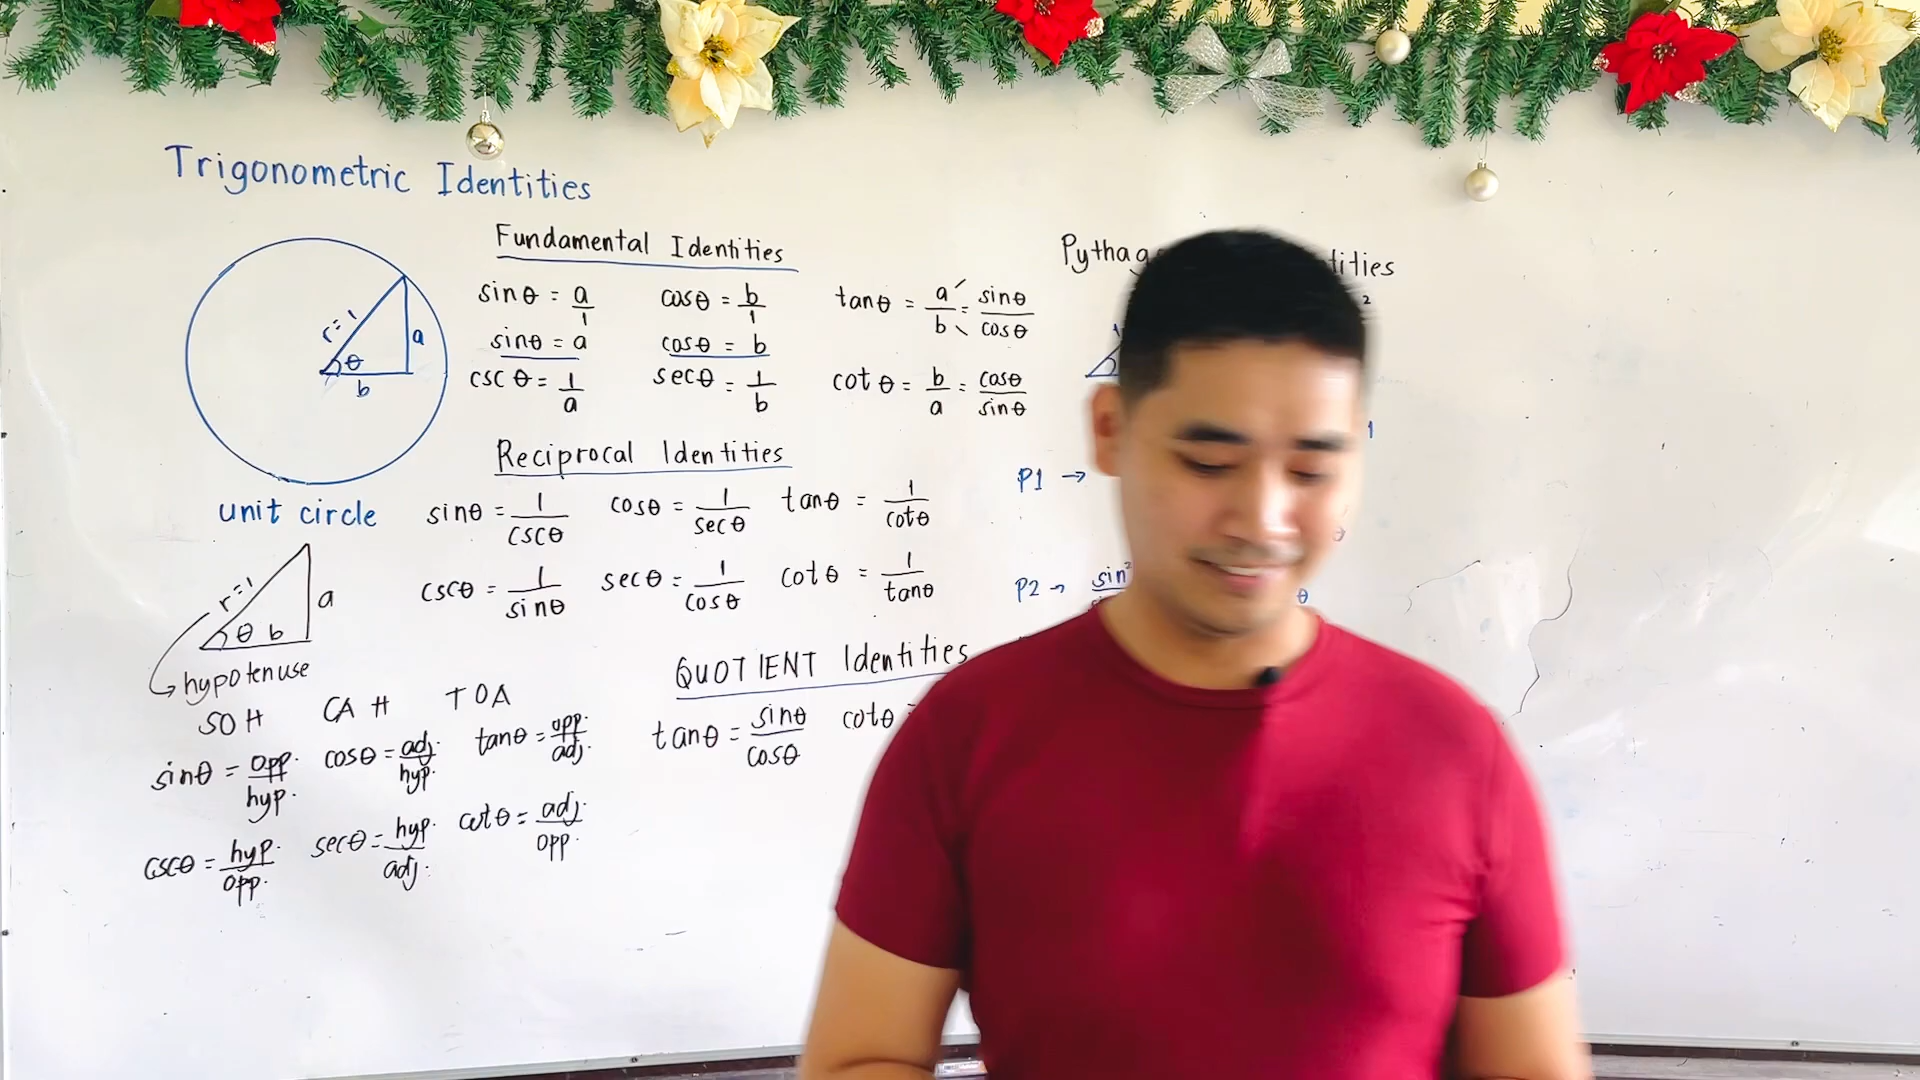 Trigonometric Identities
r=1
θ
a
b
unit circle
Fundamental Identities
sinθ = a/1 cosθ = b/1 tanθ = a/b = sinθ/cosθ
sinθ = a cosθ = b
cscθ = 1/a secθ = 1/b cotθ = b/a = cosθ/sinθ
Reciprocal Identities
sinθ = 1/cscθ cosθ = 1/secθ tanθ = 1/cotθ
cscθ = 1/sinθ secθ = 1/cosθ cotθ = 1/tanθ
QUOTIENT Identities
tanθ = sinθ/cosθ cotθ =
r=1
a
θ b
hypotenuse
SOH CAH TOA
sinθ = opp./hyp. cosθ = adj./hyp. tanθ = opp./adj.
cscθ = hyp./opp. secθ = hyp./adj. cotθ = adj./opp.
2
1
P1 →
P2 → sin²
θ